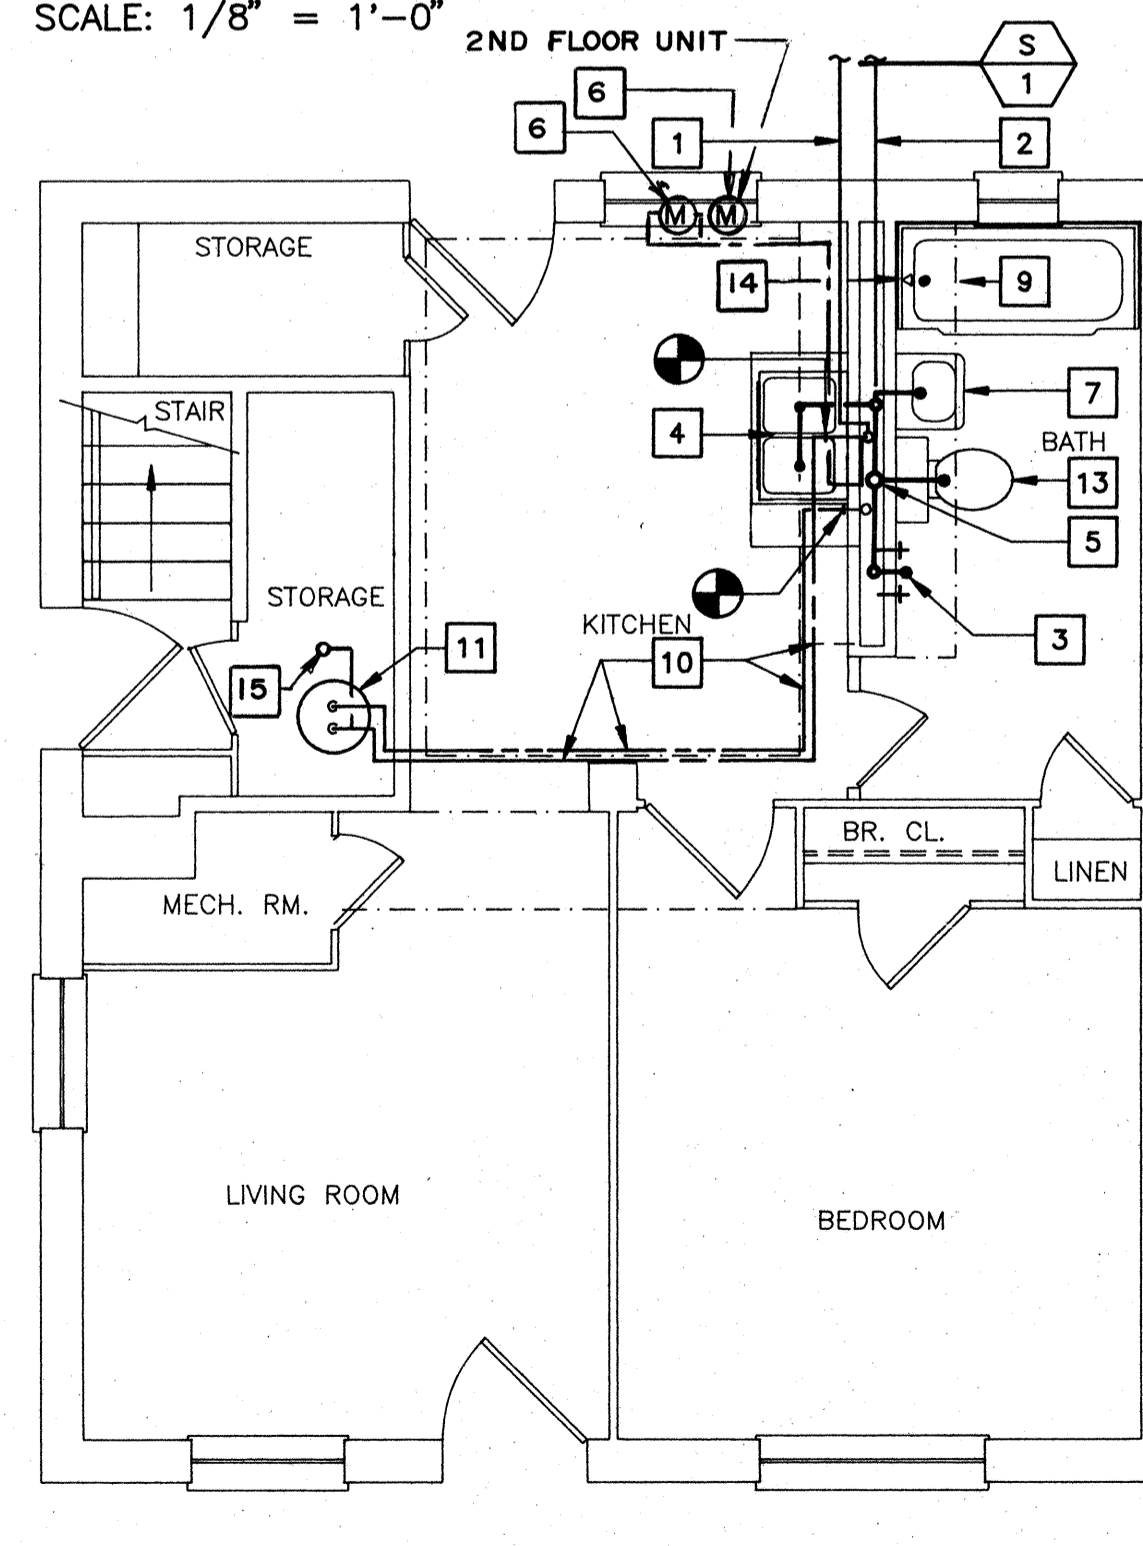 SCALE: 1/8" = 1'-0"
2ND FLOOR UNIT
S
1
6
6
1
2
M
M
STORAGE
14
9
STAIR
4
7
BATH
13
5
STORAGE
KITCHEN
3
11
10
15
BR. CL.
LINEN
MECH. RM.
LIVING ROOM
BEDROOM